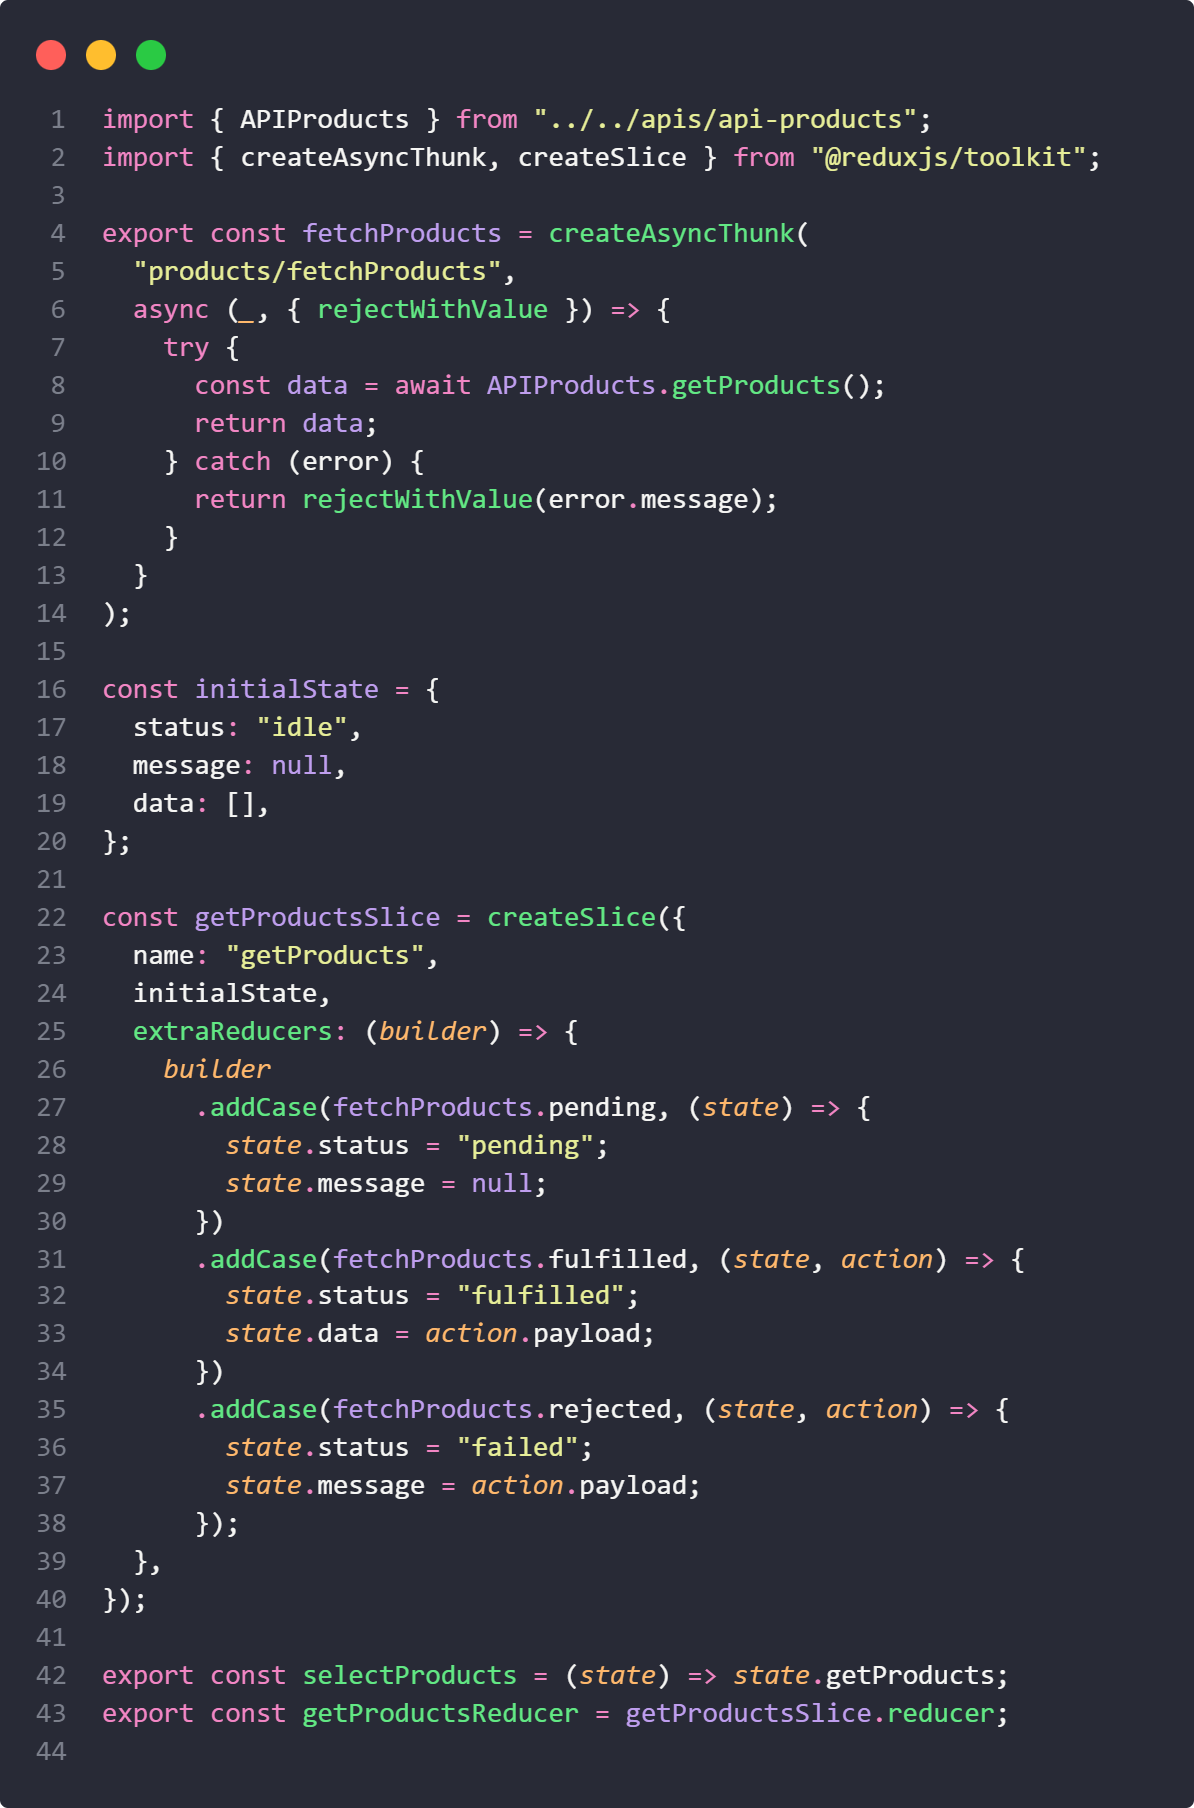 1 import { APIProducts } from "../../apis/api-products";
2 import { createAsyncThunk, createSlice } from "@reduxjs/toolkit";
3
4 export const fetchProducts = createAsyncThunk(
5   "products/fetchProducts",
6   async (_, { rejectWithValue }) => {
7     try {
8       const data = await APIProducts.getProducts();
9       return data;
10     } catch (error) {
11       return rejectWithValue(error.message);
12     }
13   }
14 );
15
16 const initialState = {
17   status: "idle",
18   message: null,
19   data: [],
20 };
21
22 const getProductsSlice = createSlice({
23   name: "getProducts",
24   initialState,
25   extraReducers: (builder) => {
26     builder
27       .addCase(fetchProducts.pending, (state) => {
28         state.status = "pending";
29         state.message = null;
30       })
31       .addCase(fetchProducts.fulfilled, (state, action) => {
32         state.status = "fulfilled";
33         state.data = action.payload;
34       })
35       .addCase(fetchProducts.rejected, (state, action) => {
36         state.status = "failed";
37         state.message = action.payload;
38       });
39   },
40 });
41
42 export const selectProducts = (state) => state.getProducts;
43 export const getProductsReducer = getProductsSlice.reducer;
44